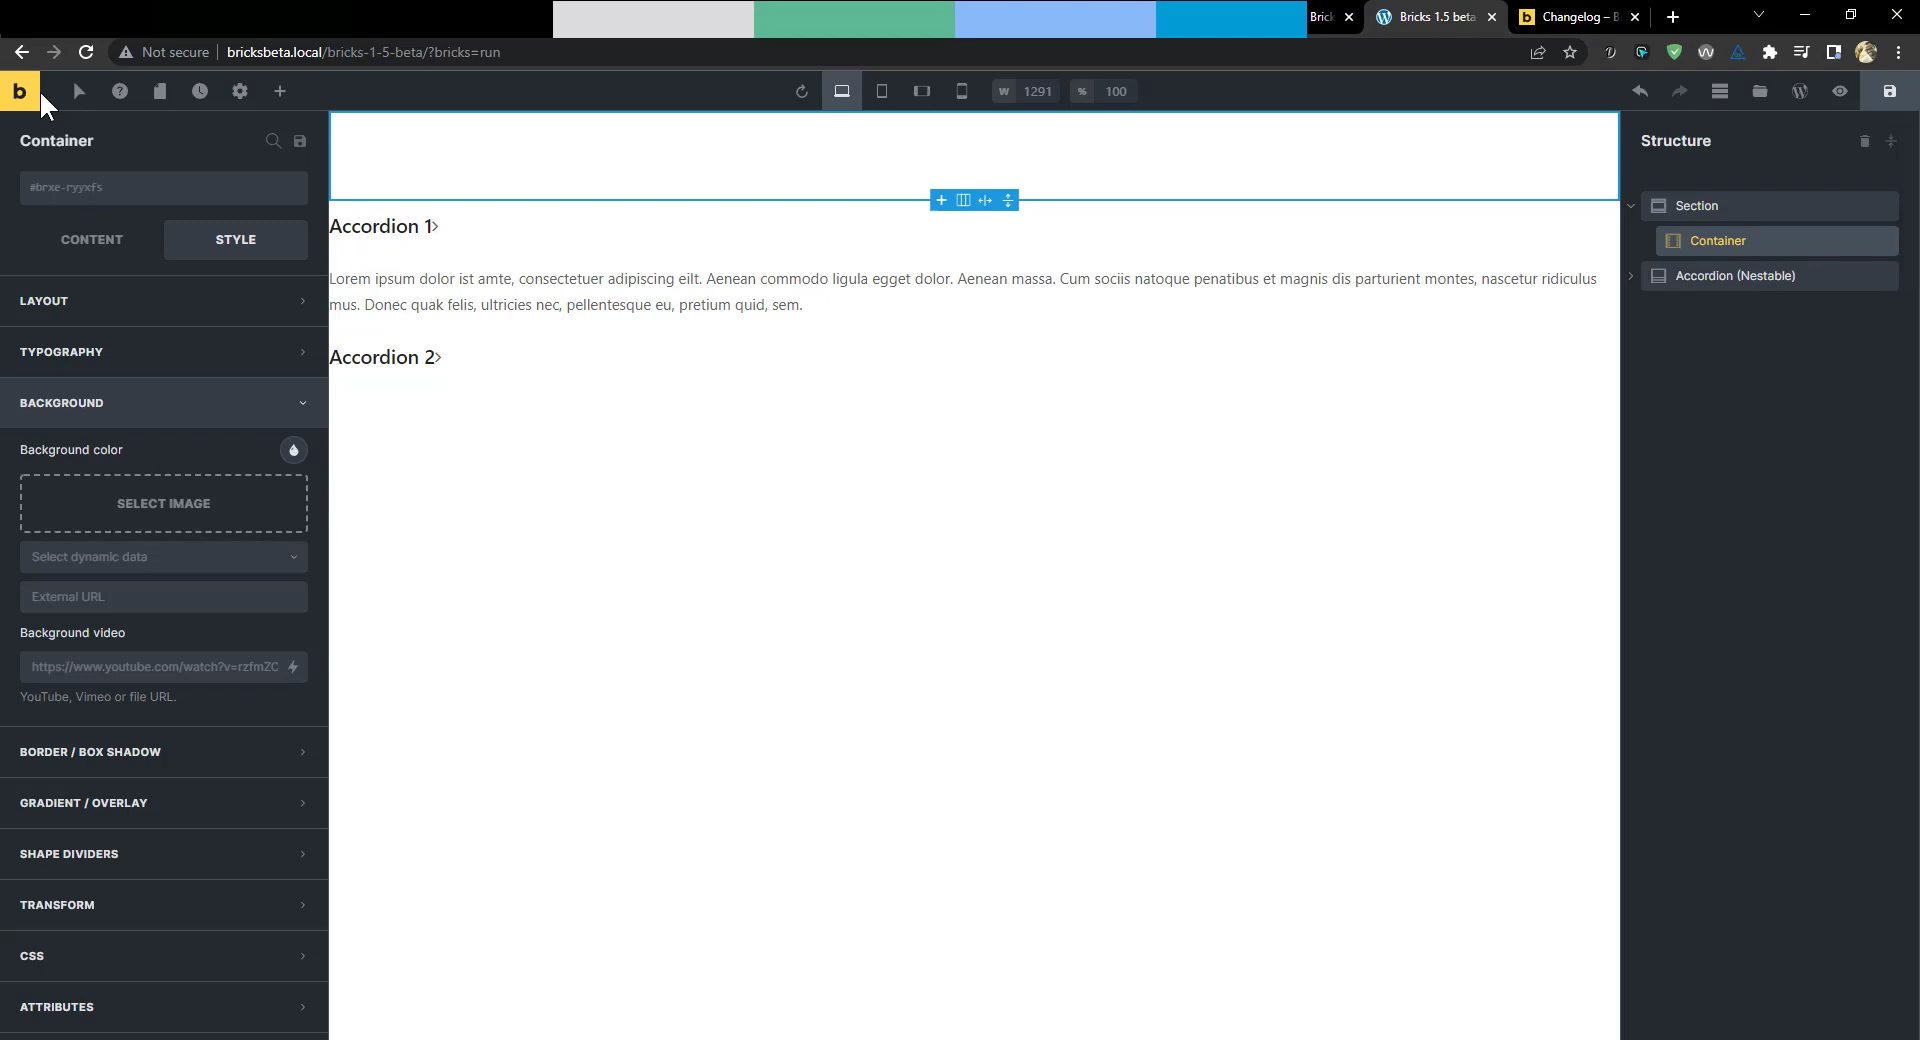 Bric
Bricks 1.5 beta
Changelog – B
Not secure
bricksbeta.local/bricks-1-5-beta/?bricks=run
b
W 1291
% 100
Container
#brxe-ryyxfs
CONTENT
STYLE
LAYOUT
TYPOGRAPHY
BACKGROUND
Background color
SELECT IMAGE
Select dynamic data
External URL
Background video
https://www.youtube.com/watch?v=rzfmZC
YouTube, Vimeo or file URL.
BORDER / BOX SHADOW
GRADIENT / OVERLAY
SHAPE DIVIDERS
TRANSFORM
CSS
ATTRIBUTES
Accordion 1
Lorem ipsum dolor ist amte, consectetuer adipiscing eilt. Aenean commodo ligula egget dolor. Aenean massa. Cum sociis natoque penatibus et magnis dis parturient montes, nascetur ridiculus
mus. Donec quak felis, ultricies nec, pellentesque eu, pretium quid, sem.
Accordion 2
Structure
Section
Container
Accordion (Nestable)